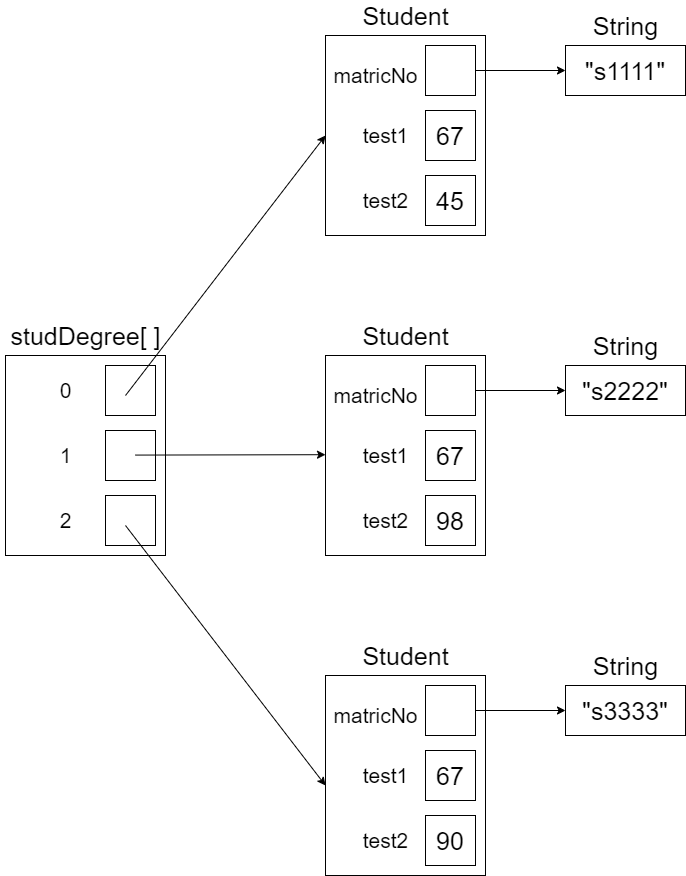 Student
String
matricNo
"s1111"
test1 67
test2 45
studDegree[ ]
0
1
2
Student
String
matricNo
"s2222"
test1 67
test2 98
Student
String
matricNo
"s3333"
test1 67
test2 90